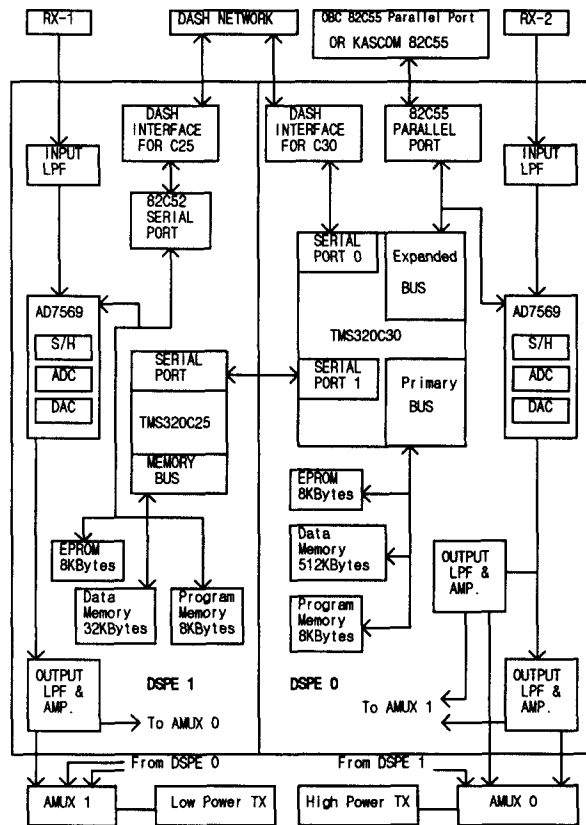 RX-1
DASH NETWORK
OBC 82C55 Parallel Port
OR KASCOM 82C55
RX-2
DASH
INTERFACE
FOR C25
DASH
INTERFACE
FOR C30
82C55
PARALLEL
PORT
INPUT
LPF
INPUT
LPF
82C52
SERIAL
PORT
SERIAL
PORT 0
Expanded
BUS
AD7569
S/H
ADC
DAC
TMS320C30
AD7569
S/H
ADC
DAC
SERIAL
PORT
TMS320C25
MEMORY
BUS
SERIAL
PORT 1
Primary
BUS
EPROM
8KBytes
EPROM
8KBytes
Data
Memory
512KBytes
OUTPUT
LPF &
AMP.
Data
Memory
32KBytes
Program
Memory
8KBytes
Program
Memory
8KBytes
OUTPUT
LPF &
AMP.
DSPE 1
DSPE 0
OUTPUT
LPF &
AMP.
To AMUX 0
To AMUX 1
From DSPE 0
From DSPE 1
AMUX 1
Low Power TX
High Power TX
AMUX 0